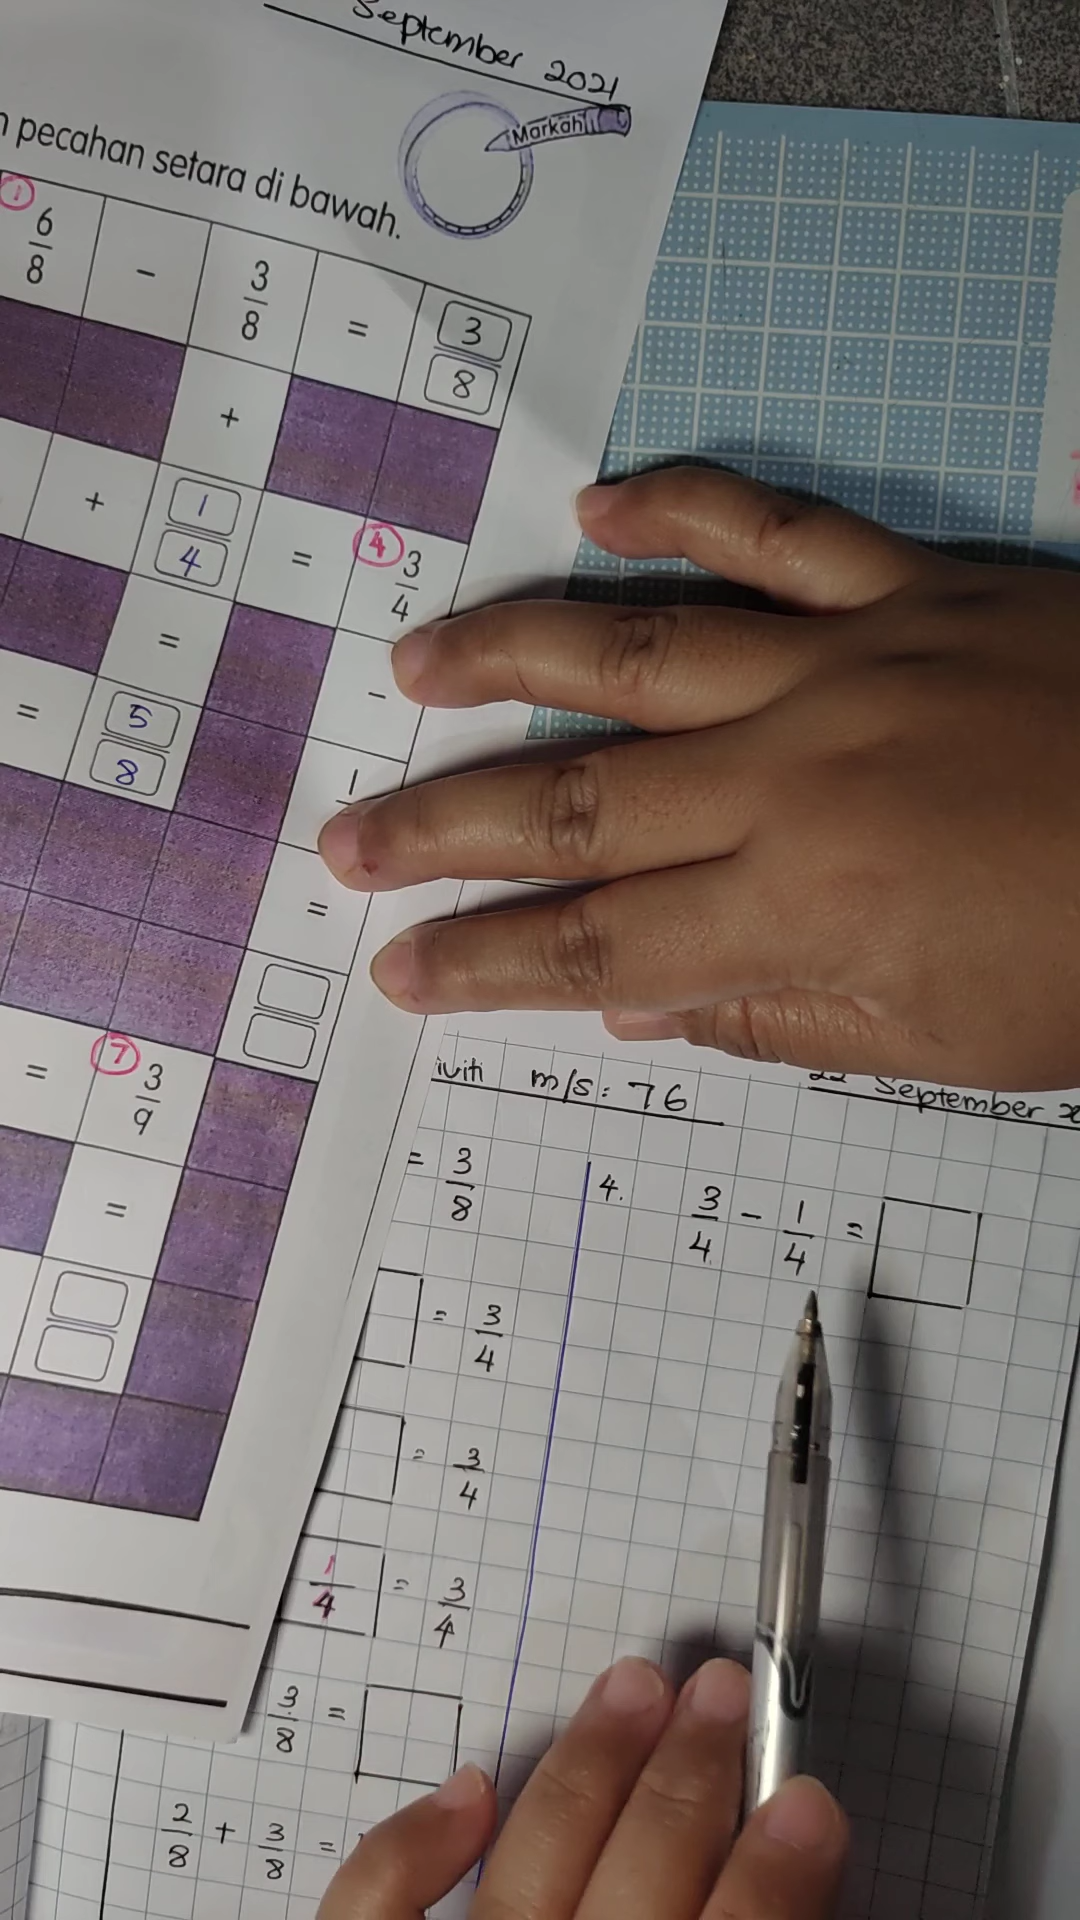 September 2021
Markah
pecahan setara di bawah.
① 6/8 - 3/8 = 3/8
+
+ 1/4 = ④ 3/4
= -
= 5/8 1
=
= ⑦ 3/9
=
iviti m/s: 76 22 September
= 3/8
4. 3/4 - 1/4 =
= 3/4
= 3/4
1/4 = 3/4
3/8 =
2/8 + 3/8 =